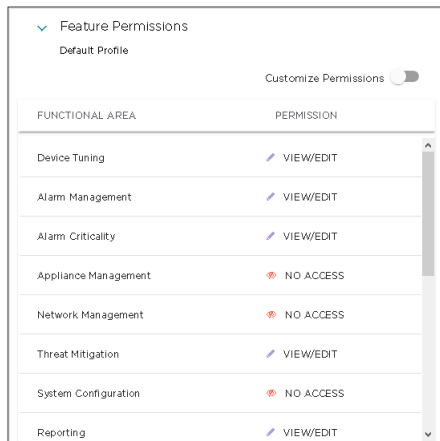 Feature Permissions
Default Profile
Customize Permissions
FUNCTIONAL AREA PERMISSION
Device Tuning VIEW/EDIT
Alarm Management VIEW/EDIT
Alarm Criticality VIEW/EDIT
Appliance Management NO ACCESS
Network Management NO ACCESS
Threat Mitigation VIEW/EDIT
System Configuration NO ACCESS
Reporting VIEW/EDIT